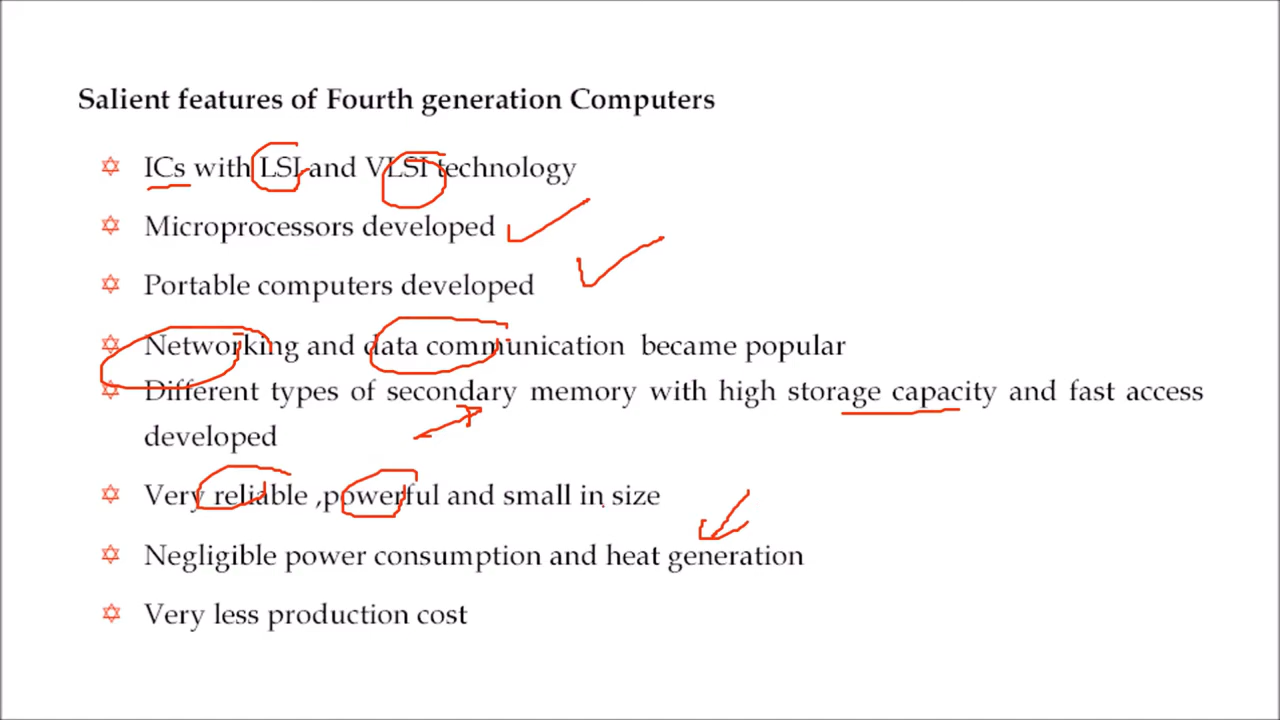 Salient features of Fourth generation Computers
ICs with LSI and VLSI technology
Microprocessors developed
Portable computers developed
Networking and data communication became popular
Different types of secondary memory with high storage capacity and fast access
developed
Very reliable ,powerful and small in size
Negligible power consumption and heat generation
Very less production cost